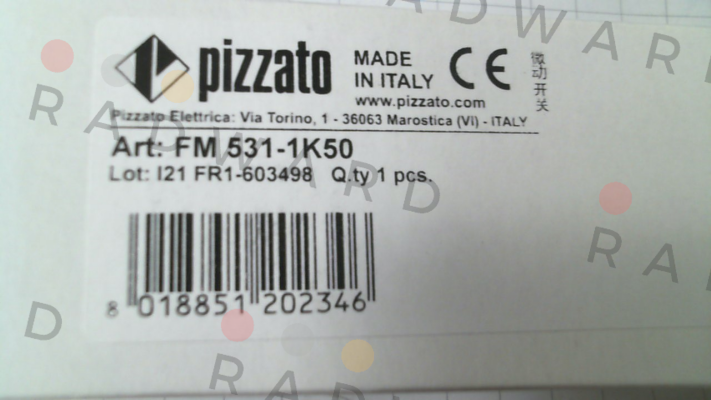 pizzato
MADE
IN ITALY
CE
www.pizzato.com
微动开关
Pizzato Elettrica: Via Torino, 1 - 36063 Marostica (VI) - ITALY
Art: FM 531-1K50
Lot: I21 FR1-603498 Q.ty 1 pcs.
8 018851 202346
RADWARD
RADWARD